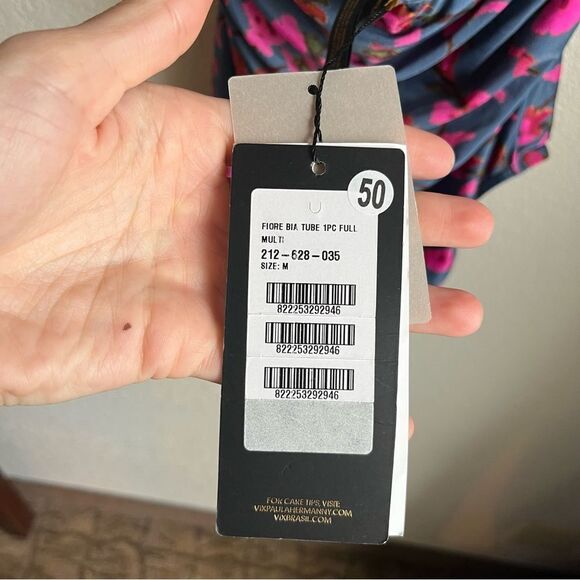 50
FIORE BIA TUBE 1PC FULL
MULTI
212-628-035
SIZE: M
822253292946
822253292946
822253292946
FOR CARE TIPS, VISIT:
VIXPAULAHERMANNY.COM
VIXBRASIL.COM